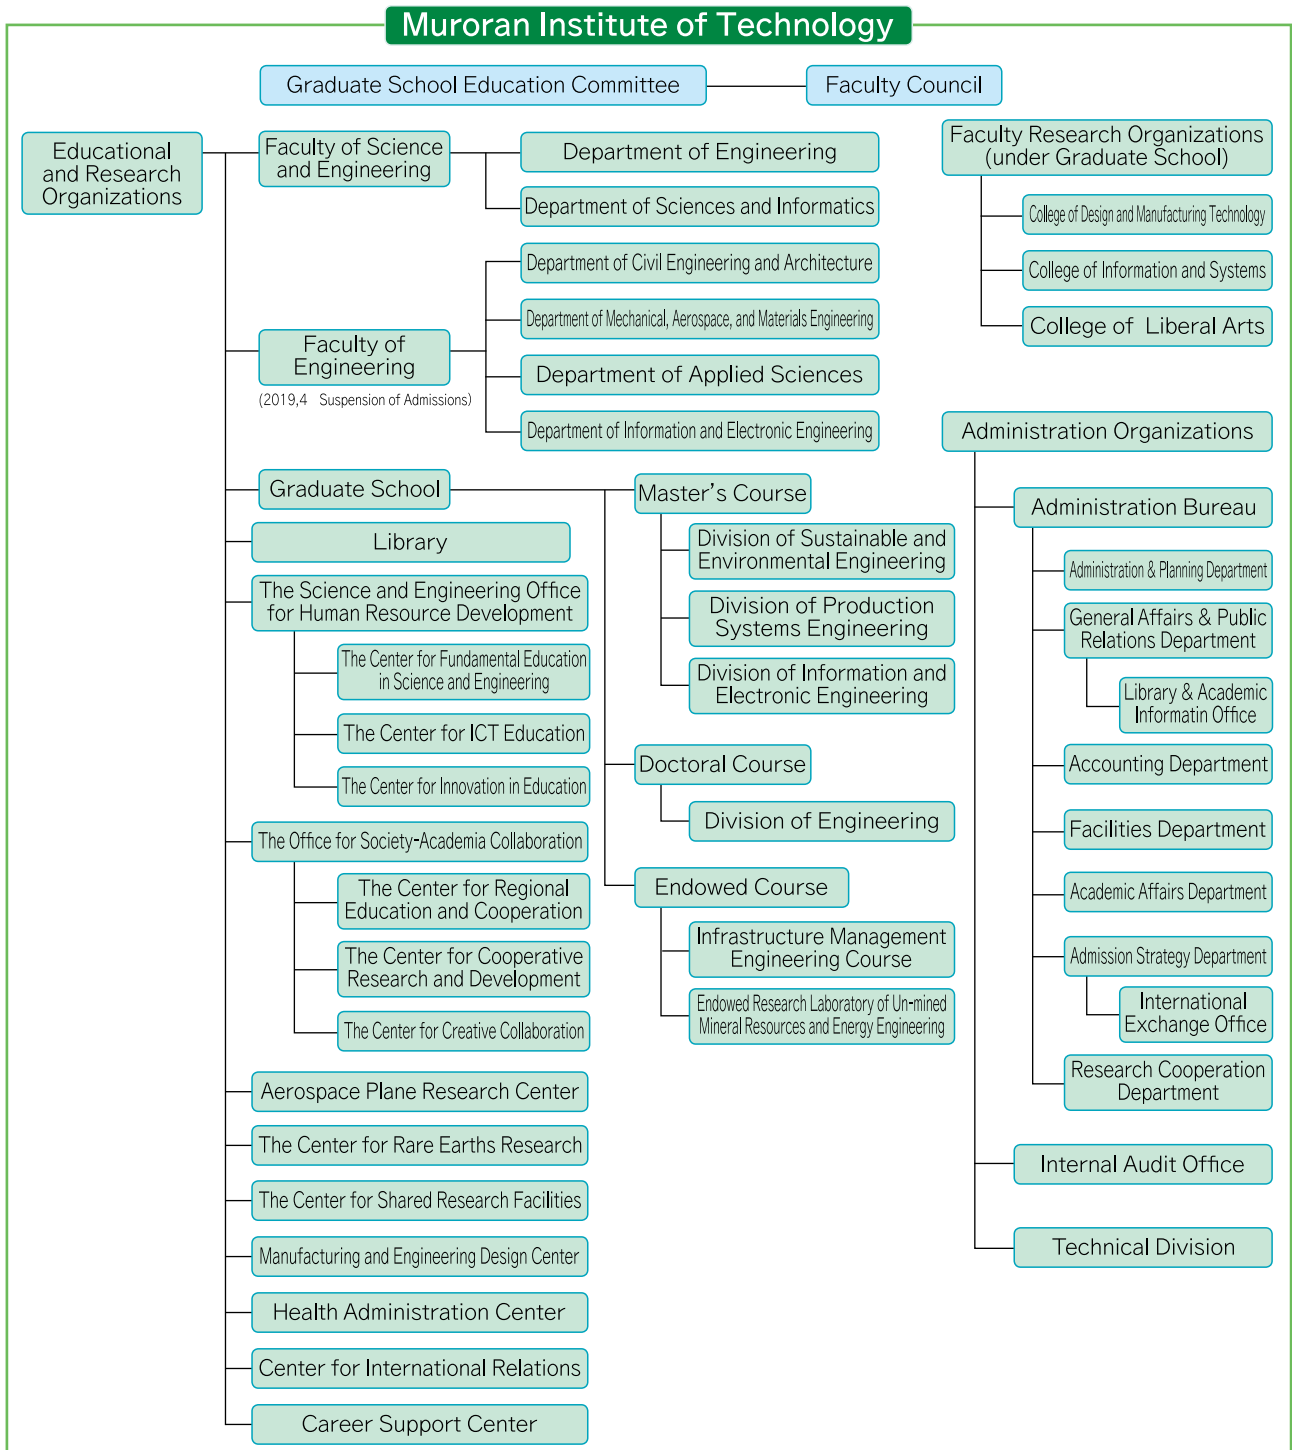 Muroran Institute of Technology
Graduate School Education Committee
Faculty Council
Educational
and Research
Organizations
Faculty of Science
and Engineering
Department of Engineering
Department of Sciences and Informatics
Faculty of
Engineering
(2019,4 Suspension of Admissions)
Department of Civil Engineering and Architecture
Department of Mechanical, Aerospace, and Materials Engineering
Department of Applied Sciences
Department of Information and Electronic Engineering
Graduate School
Master's Course
Division of Sustainable and
Environmental Engineering
Division of Production
Systems Engineering
Division of Information and
Electronic Engineering
Doctoral Course
Division of Engineering
Endowed Course
Infrastructure Management
Engineering Course
Endowed Research Laboratory of Un-mined
Mineral Resources and Energy Engineering
Library
The Science and Engineering Office
for Human Resource Development
The Center for Fundamental Education
in Science and Engineering
The Center for ICT Education
The Center for Innovation in Education
The Office for Society-Academia Collaboration
The Center for Regional
Education and Cooperation
The Center for Cooperative
Research and Development
The Center for Creative Collaboration
Aerospace Plane Research Center
The Center for Rare Earths Research
The Center for Shared Research Facilities
Manufacturing and Engineering Design Center
Health Administration Center
Center for International Relations
Career Support Center
Faculty Research Organizations
(under Graduate School)
College of Design and Manufacturing Technology
College of Information and Systems
College of Liberal Arts
Administration Organizations
Administration Bureau
Administration & Planning Department
General Affairs & Public
Relations Department
Library & Academic
Informatin Office
Accounting Department
Facilities Department
Academic Affairs Department
Admission Strategy Department
International
Exchange Office
Research Cooperation
Department
Internal Audit Office
Technical Division